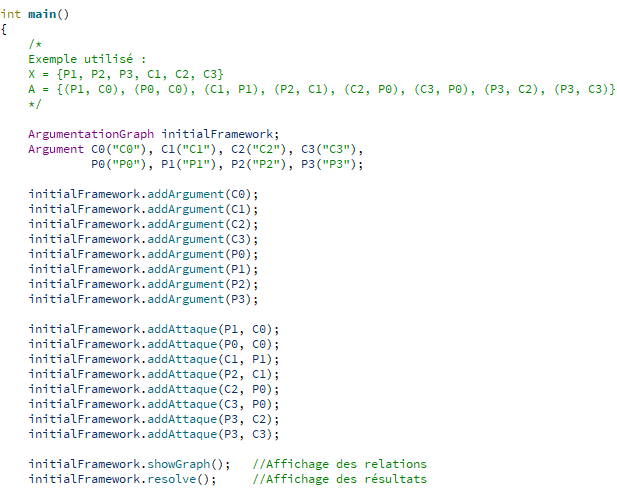 int main()
{
/*
Exemple utilisé :
X = {P1, P2, P3, C1, C2, C3}
A = {(P1, C0), (P0, C0), (C1, P1), (P2, C1), (C2, P0), (C3, P0), (P3, C2), (P3, C3)}
*/
ArgumentationGraph initialFramework;
Argument C0("C0"), C1("C1"), C2("C2"), C3("C3"),
P0("P0"), P1("P1"), P2("P2"), P3("P3");
initialFramework.addArgument(C0);
initialFramework.addArgument(C1);
initialFramework.addArgument(C2);
initialFramework.addArgument(C3);
initialFramework.addArgument(P0);
initialFramework.addArgument(P1);
initialFramework.addArgument(P2);
initialFramework.addArgument(P3);
initialFramework.addAttaque(P1, C0);
initialFramework.addAttaque(P0, C0);
initialFramework.addAttaque(C1, P1);
initialFramework.addAttaque(P2, C1);
initialFramework.addAttaque(C2, P0);
initialFramework.addAttaque(C3, P0);
initialFramework.addAttaque(P3, C2);
initialFramework.addAttaque(P3, C3);
initialFramework.showGraph(); //Affichage des relations
initialFramework.resolve(); //Affichage des résultats